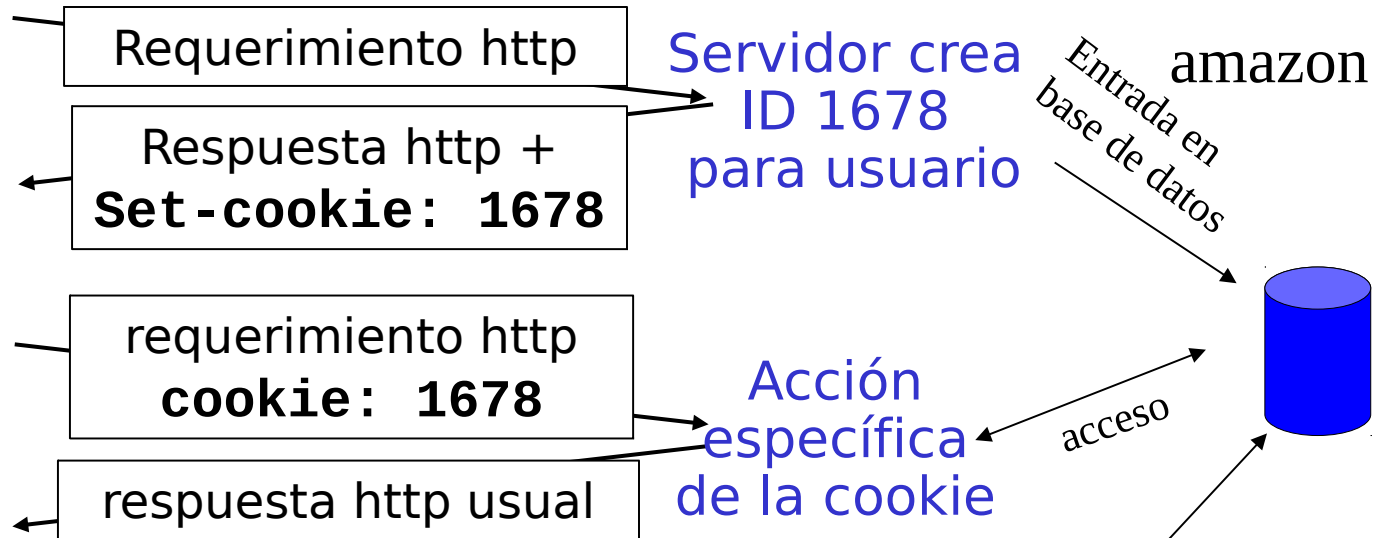 Requerimiento http
Servidor crea
ID 1678
para usuario
Entrada en
base de datos
amazon
Respuesta http +
Set-cookie: 1678
requerimiento http
cookie: 1678
Acción
específica
de la cookie
acceso
respuesta http usual